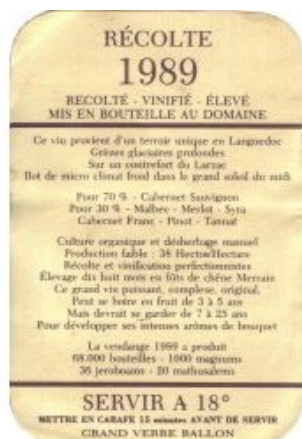 RÉCOLTE
1989
RECOLTÉ - VINIFIÉ - ÉLEVÉ
MIS EN BOUTEILLE AU DOMAINE
Ce vin provient d'un terroir unique en Languedoc
Grèzes glaciaires profondes
Sur un contrefort du Larzac
Ilot de micro climat froid dans le grand soleil du midi
Pour 70 % - Cabernet Sauvignon
Pour 30 % - Malbec - Merlot - Syra
Cabernet Franc - Pinot - Tannat
Culture organique et désherbage manuel
Production faible : 38 Hectos/Hectare
Récolte et vinification perfectionnistes
Élevage dix huit mois en fûts de chêne Merrain
Ce grand vin puissant, complexe, original,
Peut se boire en fruit de 3 à 5 ans
Mais devrait se garder de 7 à 25 ans
Pour développer ses intenses arômes de bouquet
La vendange 1989 a produit
68.000 bouteilles - 1000 magnums
36 jeroboams - 20 mathusalems
SERVIR A 18°
METTRE EN CARAFE 15 minutes AVANT DE SERVIR
GRAND VERRE BALLON